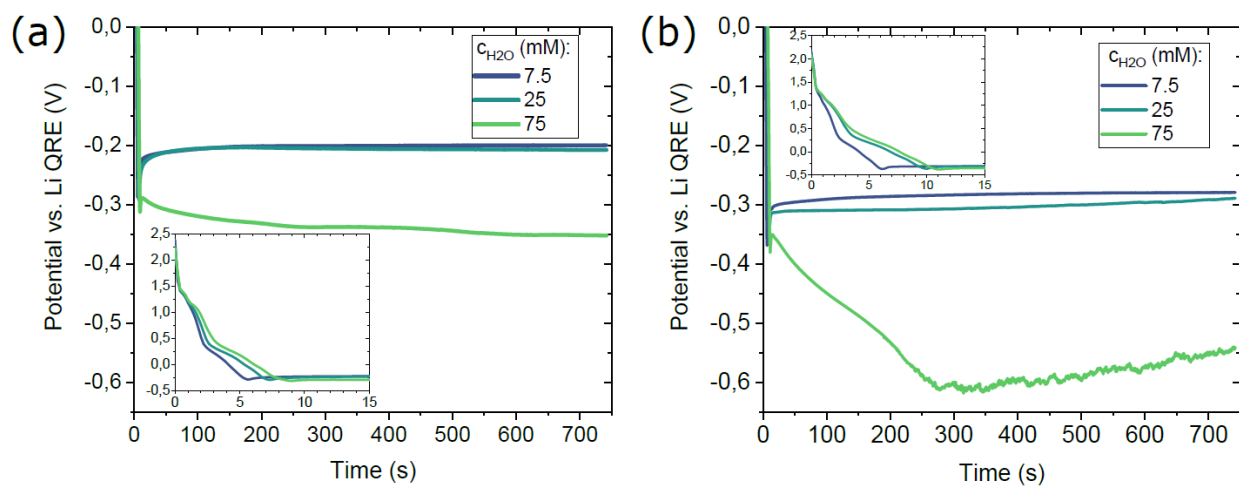 (a)
Potential vs. Li QRE (V)
0,0
-0,1
-0,2
-0,3
-0,4
-0,5
-0,6
0 100 200 300 400 500 600 700
Time (s)
cH2O (mM):
7.5
25
75
2,5
2,0
1,5
1,0
0,5
0,0
-0,5
0 5 10 15
(b)
Potential vs. Li QRE (V)
0,0
-0,1
-0,2
-0,3
-0,4
-0,5
-0,6
0 100 200 300 400 500 600 700
Time (s)
2,5
2,0
1,5
1,0
0,5
0,0
-0,5
0 5 10 15
cH2O (mM):
7.5
25
75